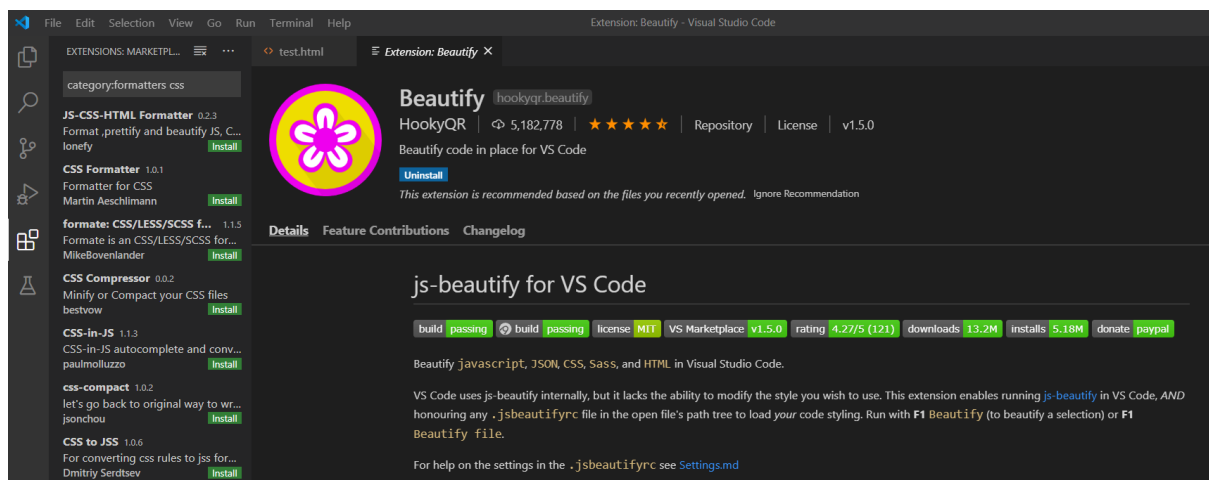 File Edit Selection View Go Run Terminal Help
Extension: Beautify - Visual Studio Code
EXTENSIONS: MARKETPL...
category:formatters css
JS-CSS-HTML Formatter 0.2.3
Format ,prettify and beautify JS, C...
lonefy Install
CSS Formatter 1.0.1
Formatter for CSS
Martin Aeschlimann Install
formate: CSS/LESS/SCSS f... 1.1.5
Formate is an CSS/LESS/SCSS for...
MikeBovenlander Install
CSS Compressor 0.0.2
Minify or Compact your CSS files
bestvow Install
CSS-in-JS 1.1.3
CSS-in-JS autocomplete and conv...
paulmolluzzo Install
css-compact 1.0.2
let's go back to original way to wr...
jsonchou Install
CSS to JSS 1.0.6
For converting css rules to jss for...
Dmitriy Serdtsev Install
test.html
Extension: Beautify
Beautify hookyqr.beautify
HookyQR 5,182,778 Repository License v1.5.0
Beautify code in place for VS Code
Uninstall
This extension is recommended based on the files you recently opened. Ignore Recommendation
Details Feature Contributions Changelog
js-beautify for VS Code
build passing build passing license MIT VS Marketplace v1.5.0 rating 4.27/5 (121) downloads 13.2M installs 5.18M donate paypal
Beautify javascript, JSON, CSS, Sass, and HTML in Visual Studio Code.
VS Code uses js-beautify internally, but it lacks the ability to modify the style you wish to use. This extension enables running js-beautify in VS Code, AND
honouring any .jsbeautifyrc file in the open file's path tree to load your code styling. Run with F1 Beautify (to beautify a selection) or F1
Beautify file.
For help on the settings in the .jsbeautifyrc see Settings.md